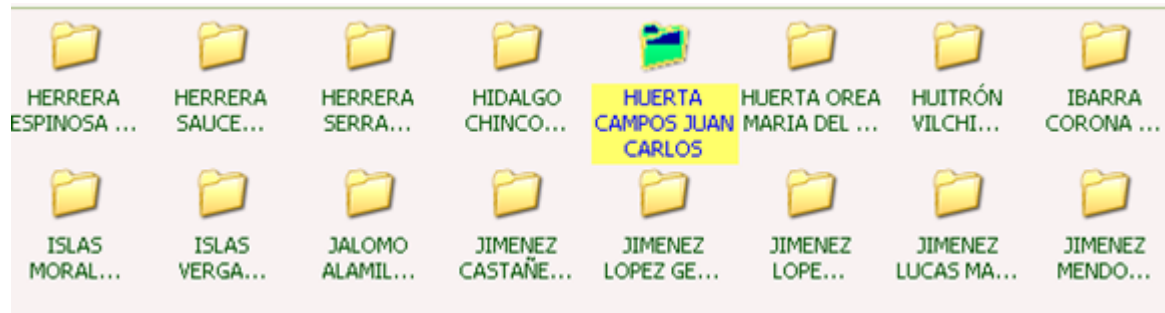 HERRERA HERRERA HERRERA HIDALGO HUERTA HUERTA OREA HUITRÓN IBARRA
ESPINOSA ... SAUCE... SERRA... CHINCO... CAMPOS JUAN MARIA DEL ... VILCHI... CORONA ...
CARLOS
ISLAS ISLAS JALOMO JIMENEZ JIMENEZ JIMENEZ JIMENEZ JIMENEZ
MORAL... VERGA... ALAMIL... CASTAÑE... LOPEZ GE... LOPE... LUCAS MA... MENDO...